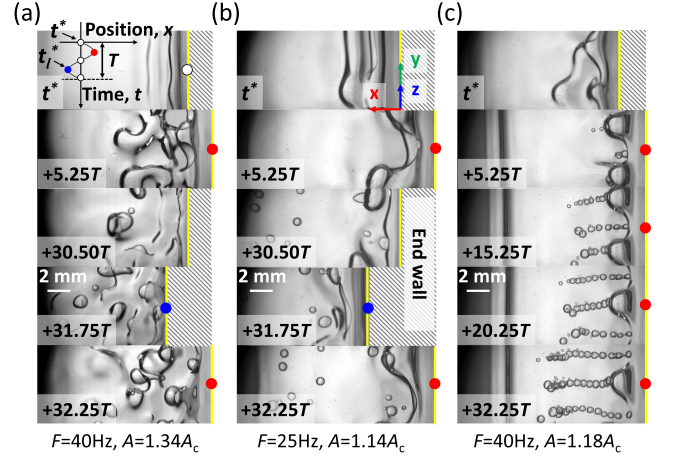 (a)
t*
Position, x
t_l*
T
t*
Time, t
+5.25T
+30.50T
2 mm
+31.75T
+32.25T
F=40Hz, A=1.34A_c
(b)
y
x
z
t*
+5.25T
+30.50T
End wall
2 mm
+31.75T
+32.25T
F=25Hz, A=1.14A_c
(c)
t*
+5.25T
+15.25T
2 mm
+20.25T
+32.25T
F=40Hz, A=1.18A_c